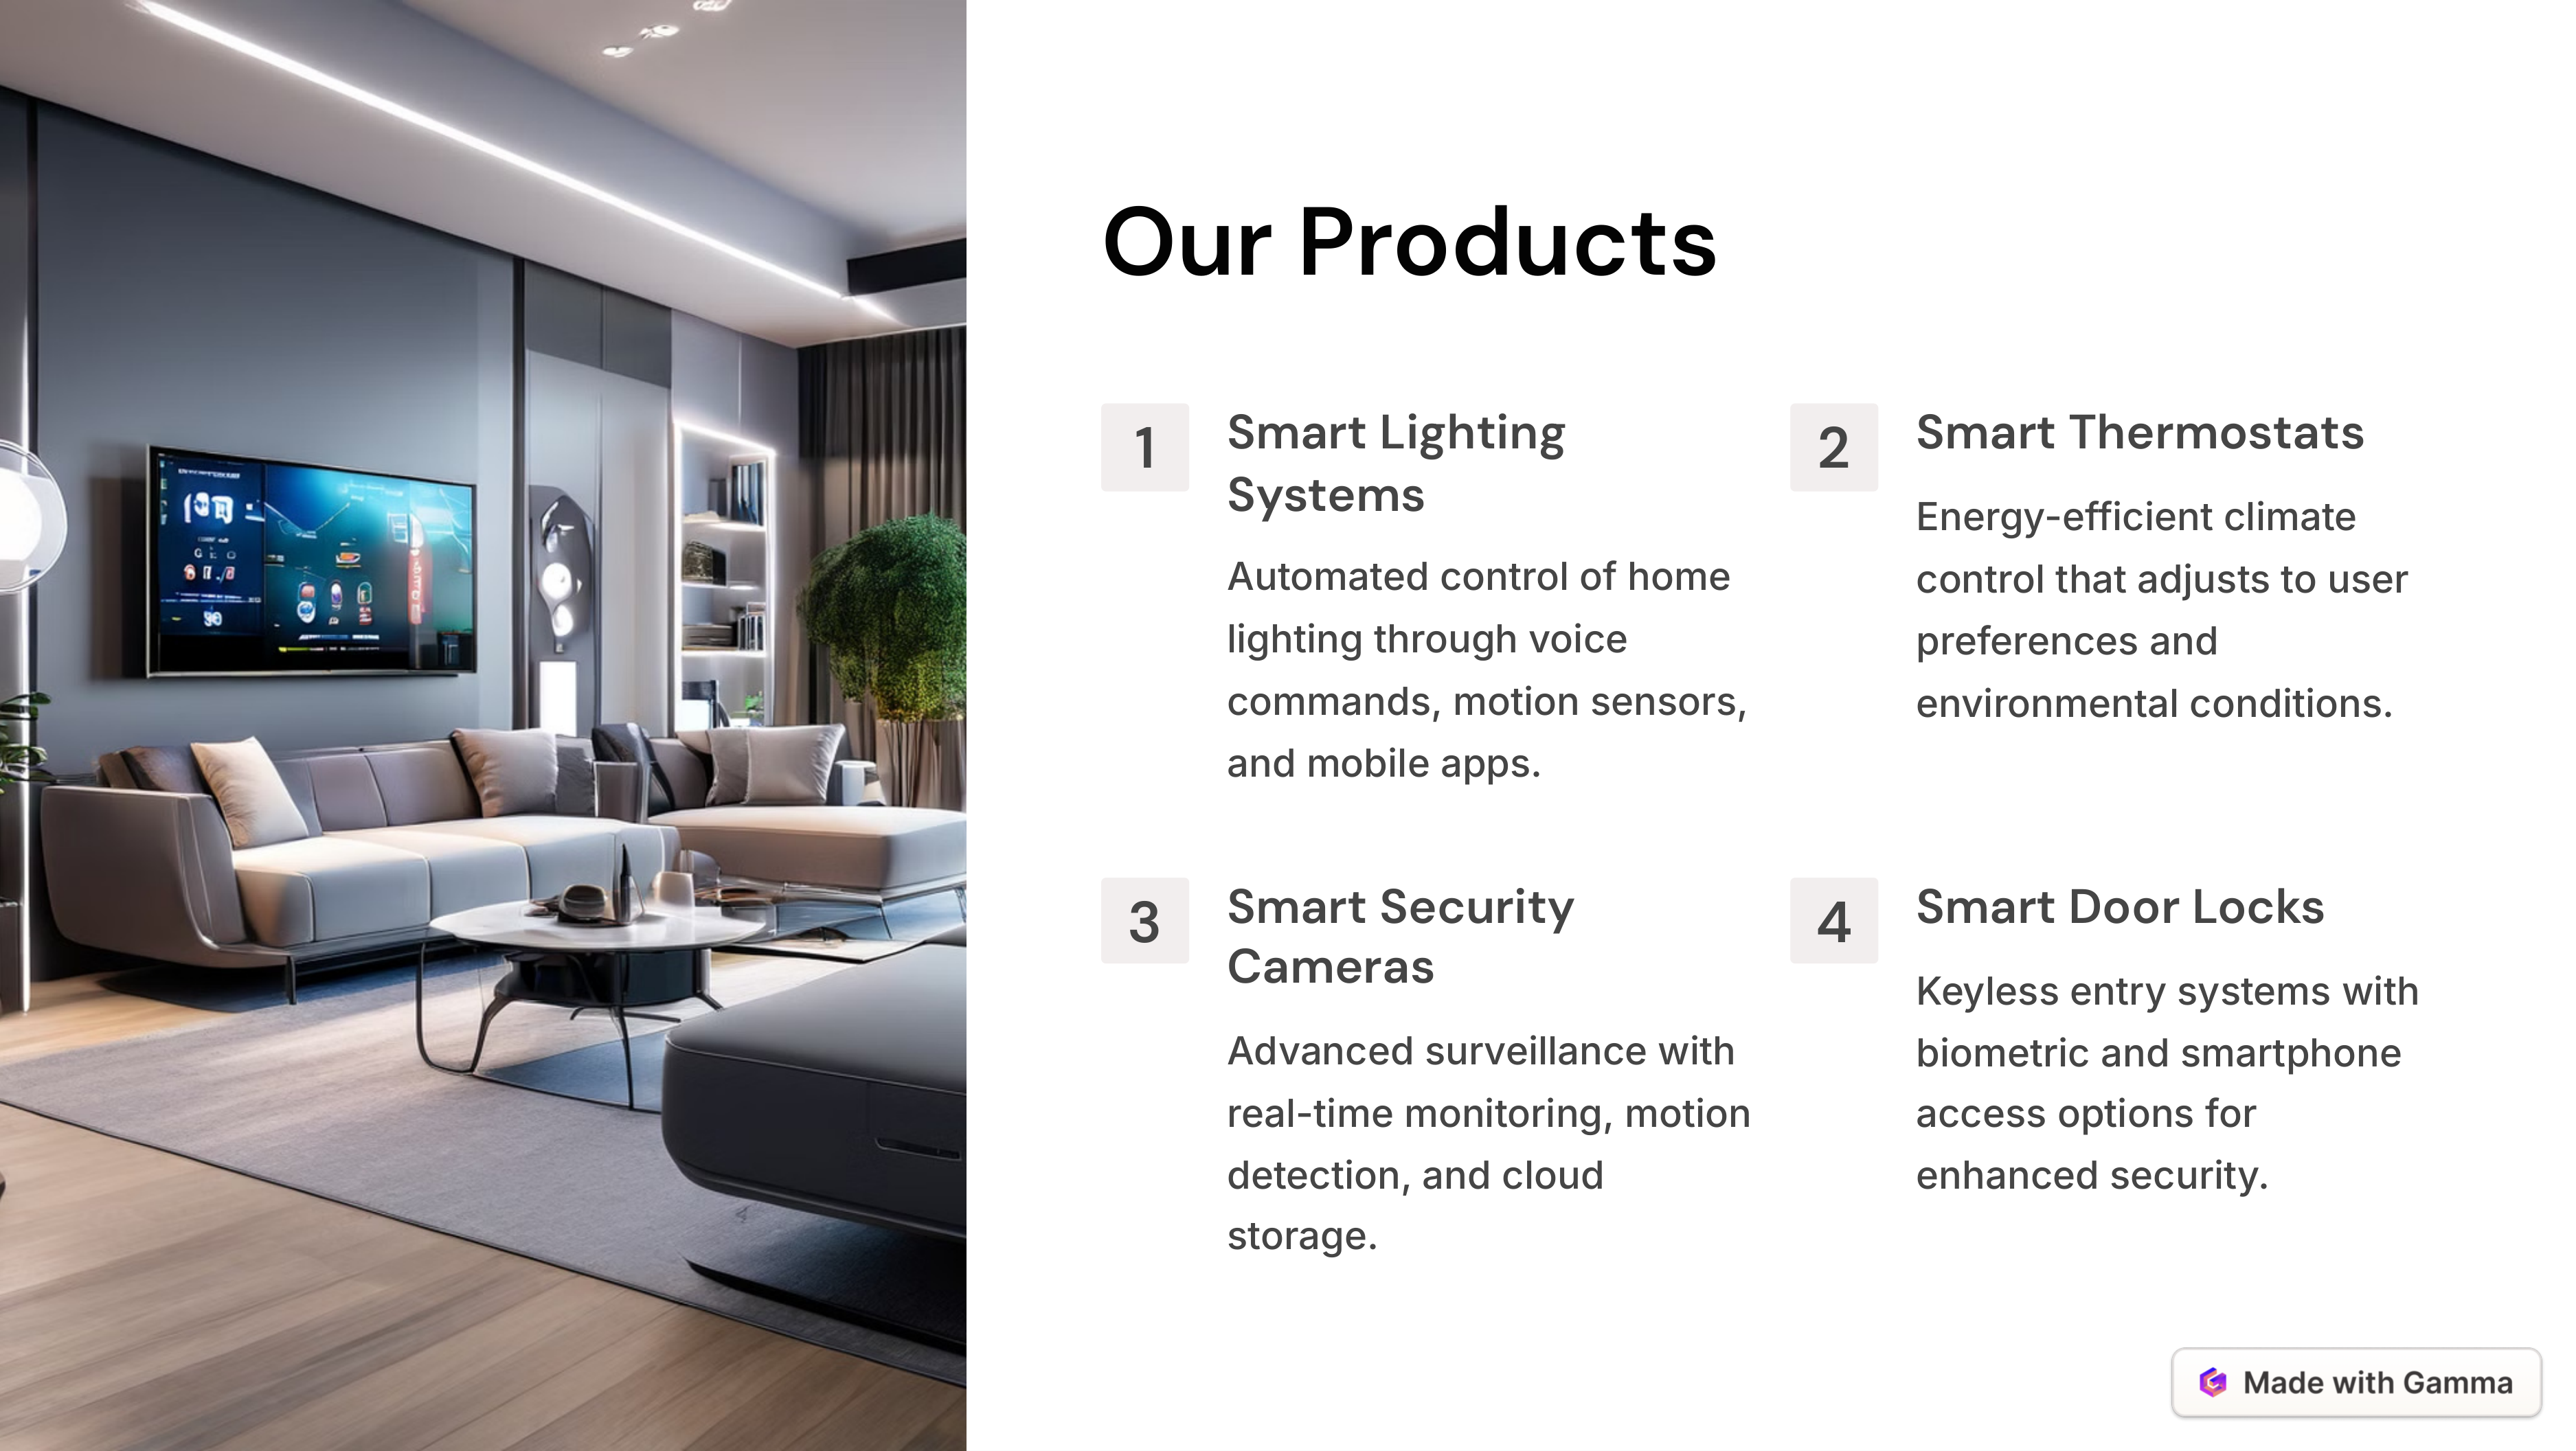 Our Products
1
Smart Lighting
Systems
Automated control of home
lighting through voice
commands, motion sensors,
and mobile apps.
2
Smart Thermostats
Energy-efficient climate
control that adjusts to user
preferences and
environmental conditions.
3
Smart Security
Cameras
Advanced surveillance with
real-time monitoring, motion
detection, and cloud
storage.
4
Smart Door Locks
Keyless entry systems with
biometric and smartphone
access options for
enhanced security.
Made with Gamma